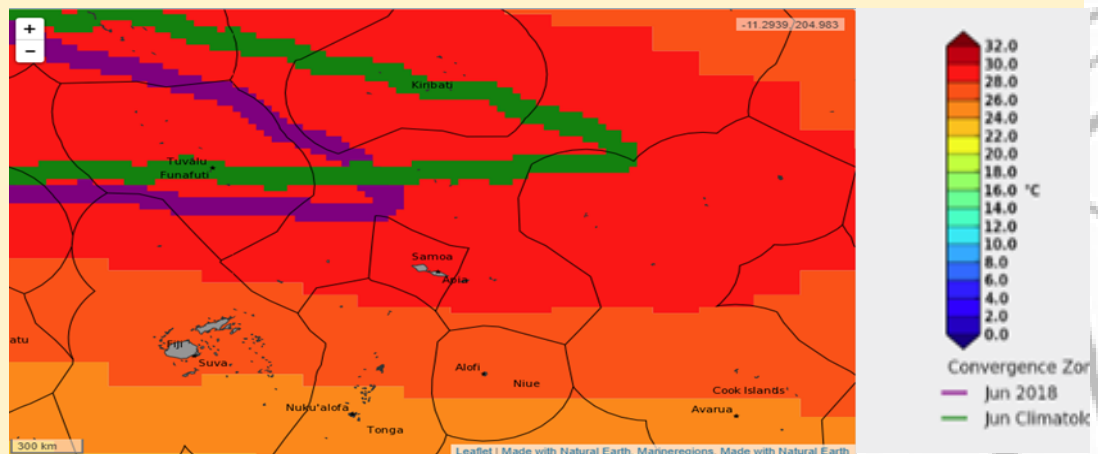 +
−
-11.2939, 204.983
Kiribati
Tuvalu
Funafuti
Samoa
Apia
atu
Fiji
Suva
Alofi
Niue
Nuku'alofa
Tonga
Cook Islands
Avarua
300 km
Leaflet | Made with Natural Earth, Marineregions, Made with Natural Earth
32.0
30.0
28.0
26.0
24.0
22.0
20.0
18.0
16.0 °C
14.0
12.0
10.0
8.0
6.0
4.0
2.0
0.0
Convergence Zor
Jun 2018
Jun Climatolc